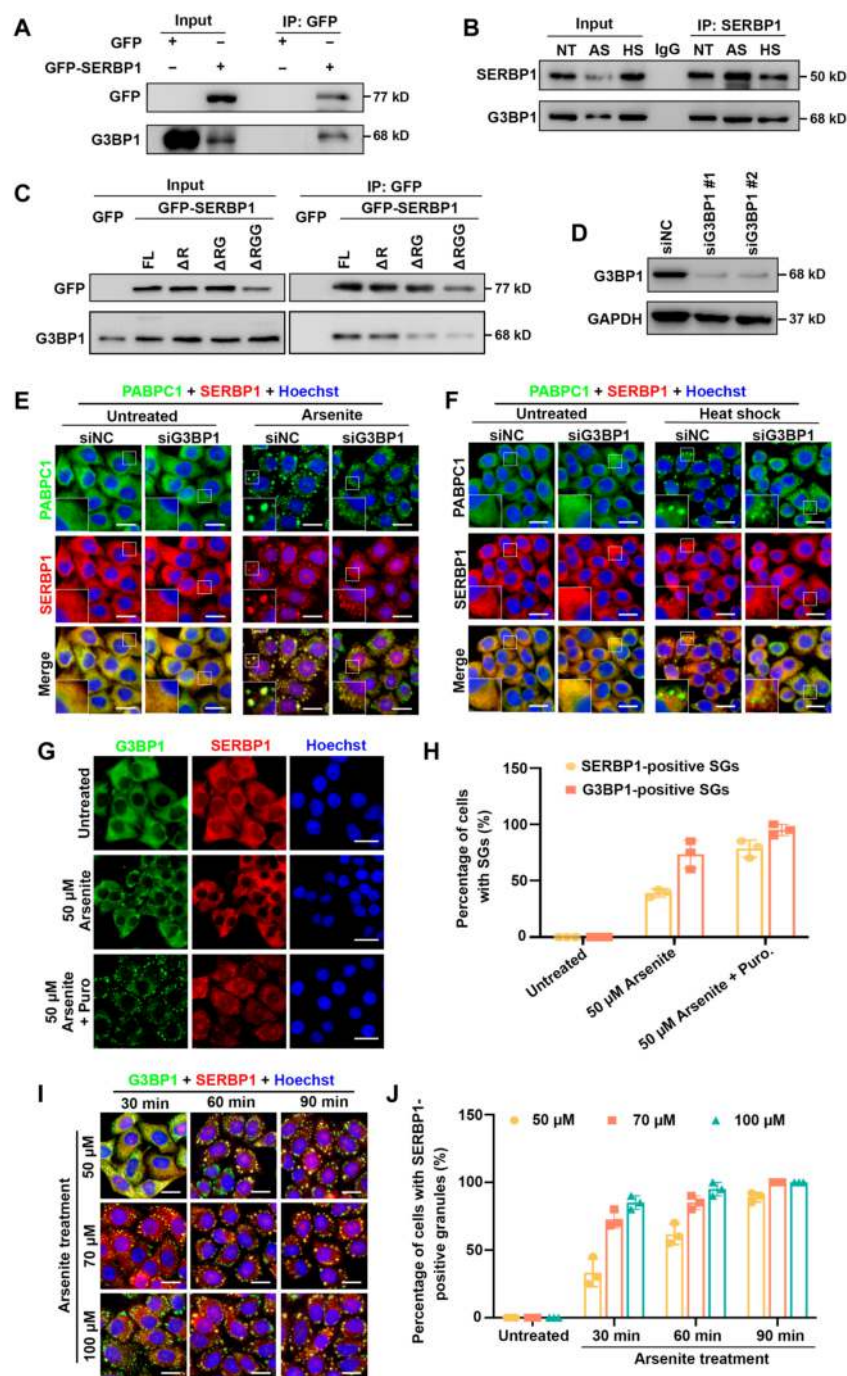 A
Input
IP: GFP
GFP
+
–
+
–
GFP-SERBP1
–
+
–
+
GFP
77 kD
G3BP1
68 kD
B
Input
IP: SERBP1
NT AS HS IgG NT AS HS
SERBP1
50 kD
G3BP1
68 kD
C
Input
IP: GFP
GFP
GFP-SERBP1
GFP
GFP-SERBP1
FL
ΔR
ΔRG
ΔRGG
FL
ΔR
ΔRG
ΔRGG
GFP
77 kD
G3BP1
68 kD
D
siNC
siG3BP1 #1
siG3BP1 #2
G3BP1
68 kD
GAPDH
37 kD
E
PABPC1 + SERBP1 + Hoechst
Untreated
Arsenite
siNC siG3BP1 siNC siG3BP1
PABPC1
SERBP1
Merge
F
PABPC1 + SERBP1 + Hoechst
Untreated
Heat shock
siNC siG3BP1 siNC siG3BP1
PABPC1
SERBP1
Merge
G
G3BP1 SERBP1 Hoechst
Untreated
50 μM
Arsenite
50 μM
Arsenite
+ Puro
H
SERBP1-positive SGs
G3BP1-positive SGs
Percentage of cells
with SGs (%)
150
100
50
0
Untreated
50 μM Arsenite
50 μM Arsenite + Puro.
I
G3BP1 + SERBP1 + Hoechst
30 min 60 min 90 min
Arsenite treatment
50 μM
70 μM
100 μM
J
50 μM 70 μM 100 μM
Percentage of cells with SERBP1-
positive granules (%)
150
100
50
0
Untreated 30 min 60 min 90 min
Arsenite treatment